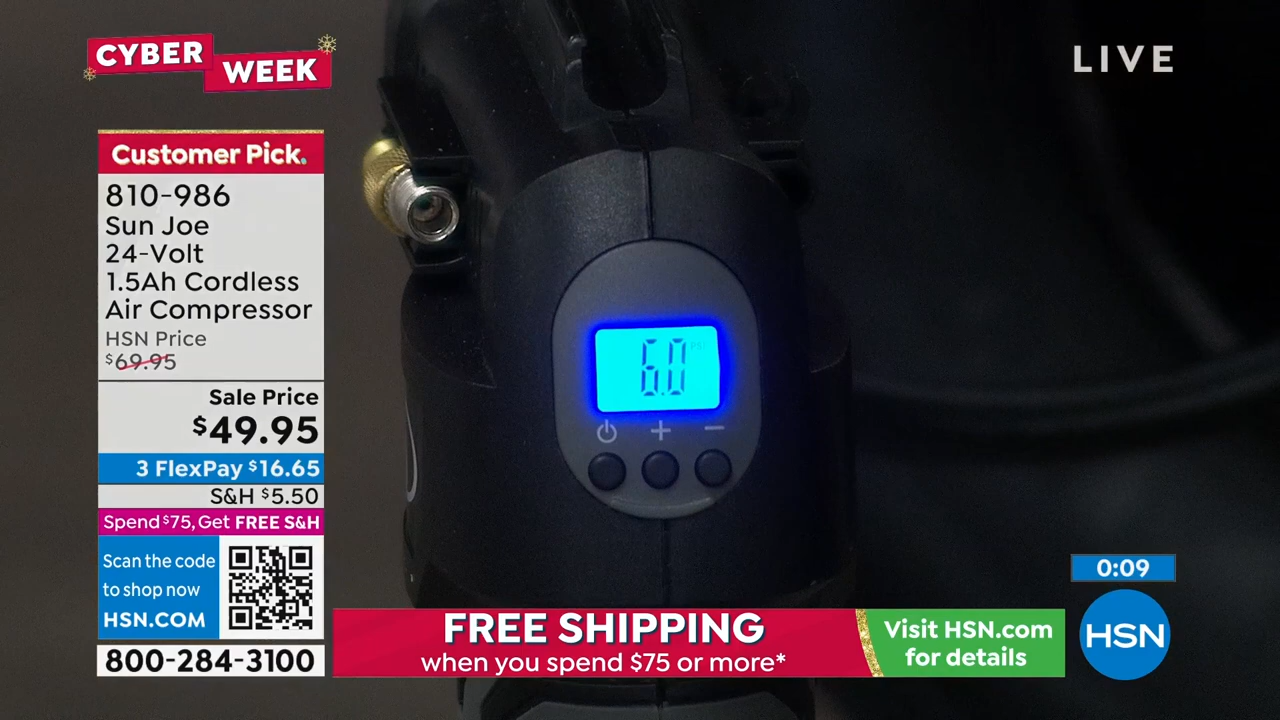 CYBER
WEEK
LIVE
Customer Pick.
810-986
Sun Joe
24-Volt
1.5Ah Cordless
Air Compressor
HSN Price
$69.95
Sale Price
$49.95
3 FlexPay $16.65
S&H $5.50
Spend $75, Get FREE S&H
Scan the code
to shop now
HSN.COM
800-284-3100
6.0 PSI
FREE SHIPPING
when you spend $75 or more*
Visit HSN.com
for details
0:09
HSN